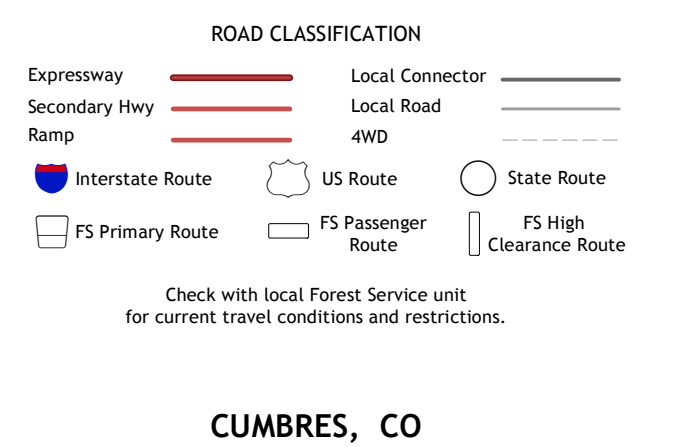 ROAD CLASSIFICATION
Expressway
Local Connector
Secondary Hwy
Local Road
Ramp
4WD
Interstate Route
US Route
State Route
FS Primary Route
FS Passenger
Route
FS High
Clearance Route
Check with local Forest Service unit
for current travel conditions and restrictions.
CUMBRES, CO